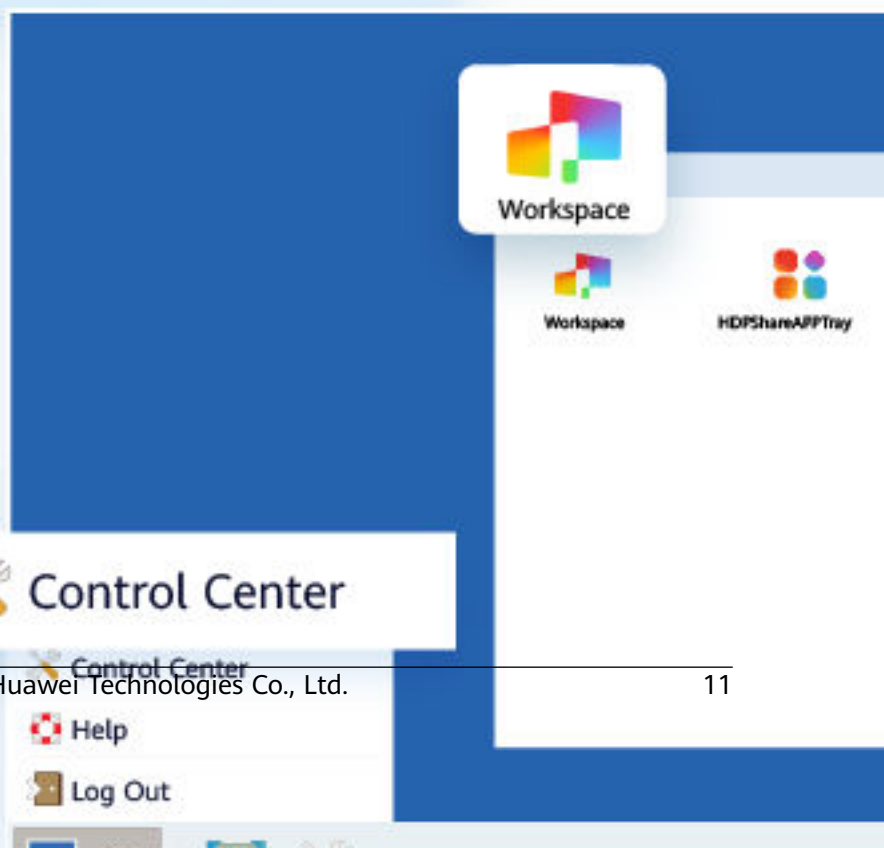 Workspace
Workspace
HDPShareAPPTray
Control Center
Control Center
Huawei Technologies Co., Ltd.
11
Help
Log Out